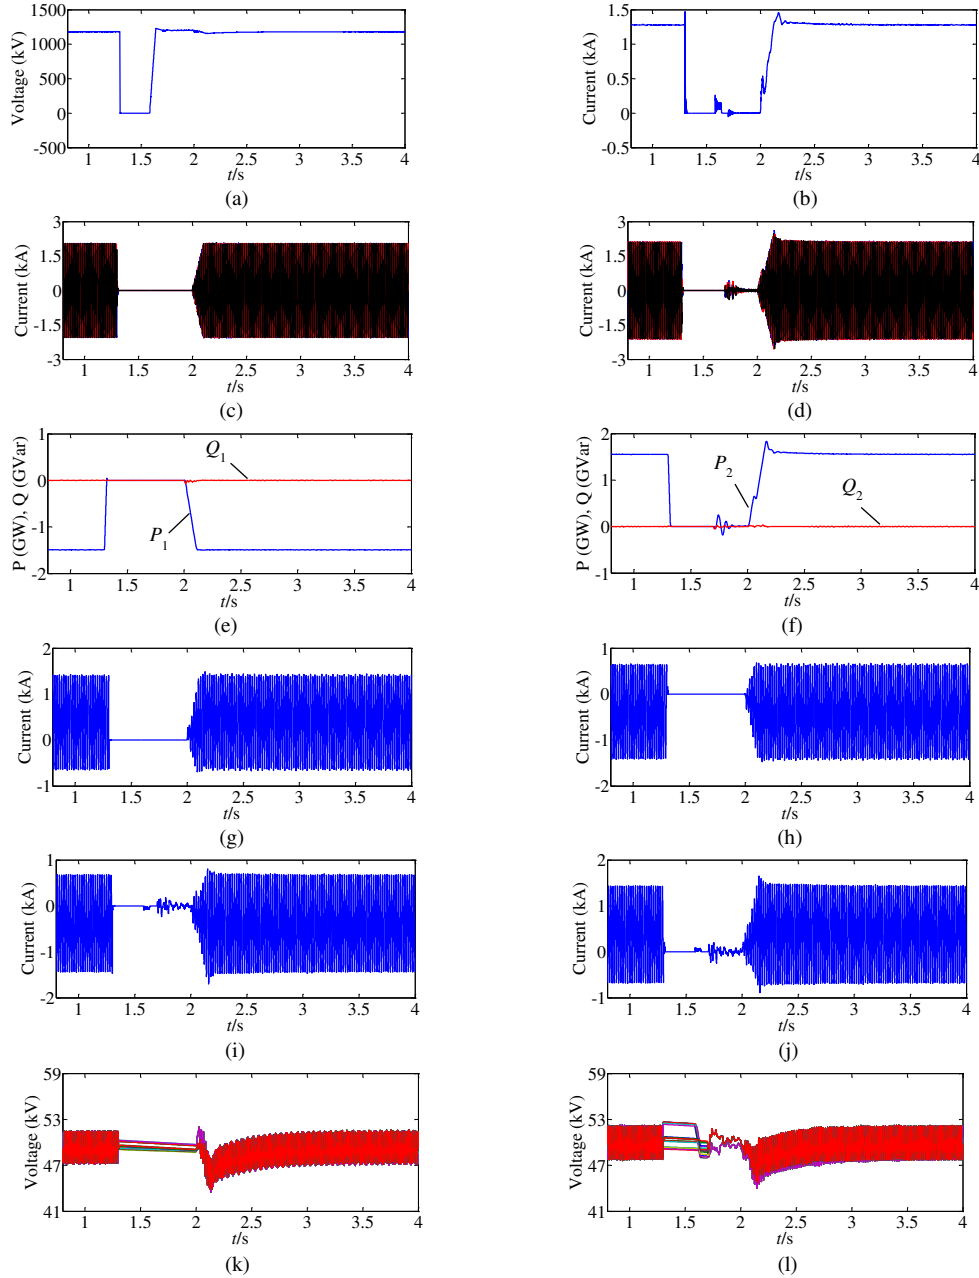 1500
1000
500
0
-500
Voltage (kV)
1 1.5 2 2.5 3 3.5 4
t/s
(a)
1.5
1
0.5
0
0.5
Current (kA)
1 1.5 2 2.5 3 3.5 4
t/s
(b)
3
1.5
0
-1.5
-3
Current (kA)
1 1.5 2 2.5 3 3.5 4
t/s
(c)
3
1.5
0
-1.5
-3
Current (kA)
1 1.5 2 2.5 3 3.5 4
t/s
(d)
1
0
-1
-2
P (GW), Q (GVar)
Q1
P1
1 1.5 2 2.5 3 3.5 4
t/s
(e)
2
1
0
-1
P (GW), Q (GVar)
P2
Q2
1 1.5 2 2.5 3 3.5 4
t/s
(f)
2
1
0
-1
Current (kA)
1 1.5 2 2.5 3 3.5 4
t/s
(g)
1
0
-1
-2
Current (kA)
1 1.5 2 2.5 3 3.5 4
t/s
(h)
1
0
-1
-2
Current (kA)
1 1.5 2 2.5 3 3.5 4
t/s
(i)
2
1
0
-1
Current (kA)
1 1.5 2 2.5 3 3.5 4
t/s
(j)
59
53
47
41
Voltage (kV)
1 1.5 2 2.5 3 3.5 4
t/s
(k)
59
53
47
41
Voltage (kV)
1 1.5 2 2.5 3 3.5 4
t/s
(l)